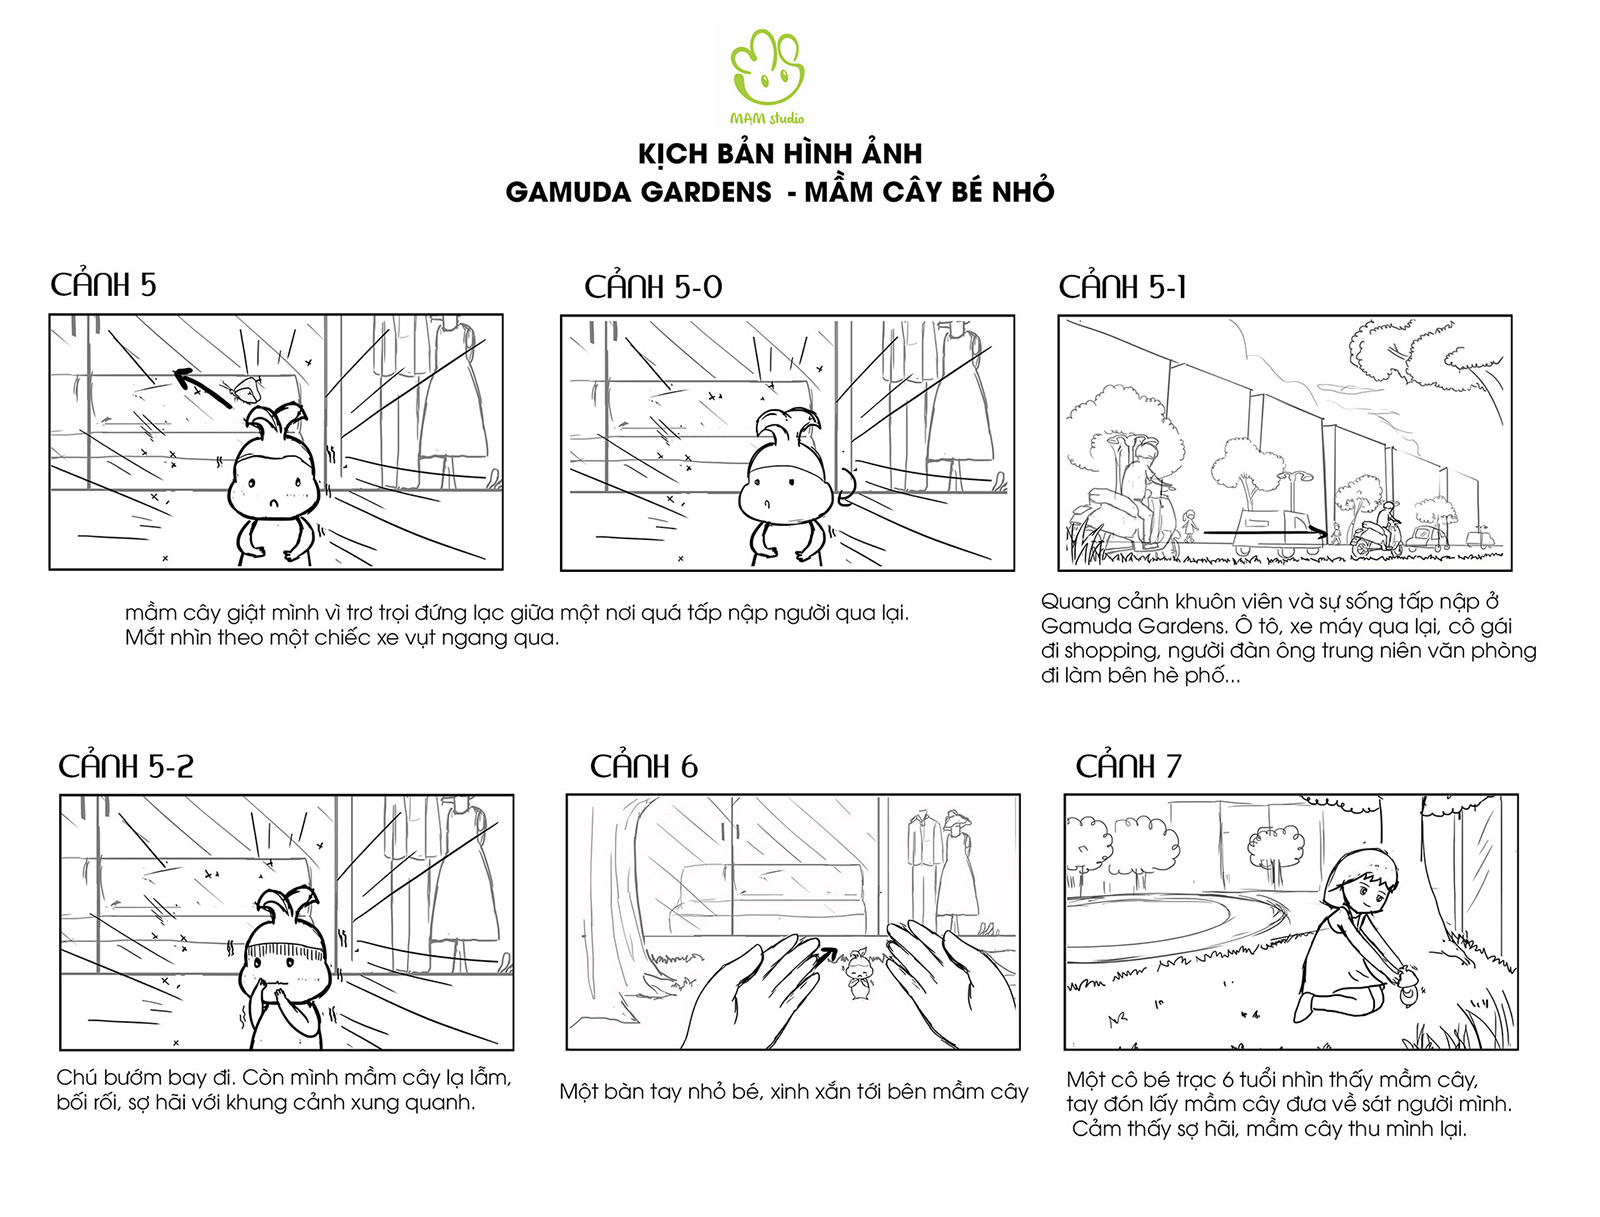 MAM studio
KỊCH BẢN HÌNH ẢNH
GAMUDA GARDENS - MẦM CÂY BÉ NHỎ
CẢNH 5
CẢNH 5-0
CẢNH 5-1
mầm cây giật mình vì trơ trọi đứng lạc giữa một nơi quá tấp nập người qua lại.
Mắt nhìn theo một chiếc xe vụt ngang qua.
Quang cảnh khuôn viên và sự sống tấp nập ở
Gamuda Gardens. Ô tô, xe máy qua lại, cô gái
đi shopping, người đàn ông trung niên văn phòng
đi làm bên hè phố...
CẢNH 5-2
CẢNH 6
CẢNH 7
Chú bướm bay đi. Còn mình mầm cây lạ lẫm,
bối rối, sợ hãi với khung cảnh xung quanh.
Một bàn tay nhỏ bé, xinh xắn tới bên mầm cây
Một cô bé trạc 6 tuổi nhìn thấy mầm cây,
tay đón lấy mầm cây đưa về sát người mình.
Cảm thấy sợ hãi, mầm cây thu mình lại.